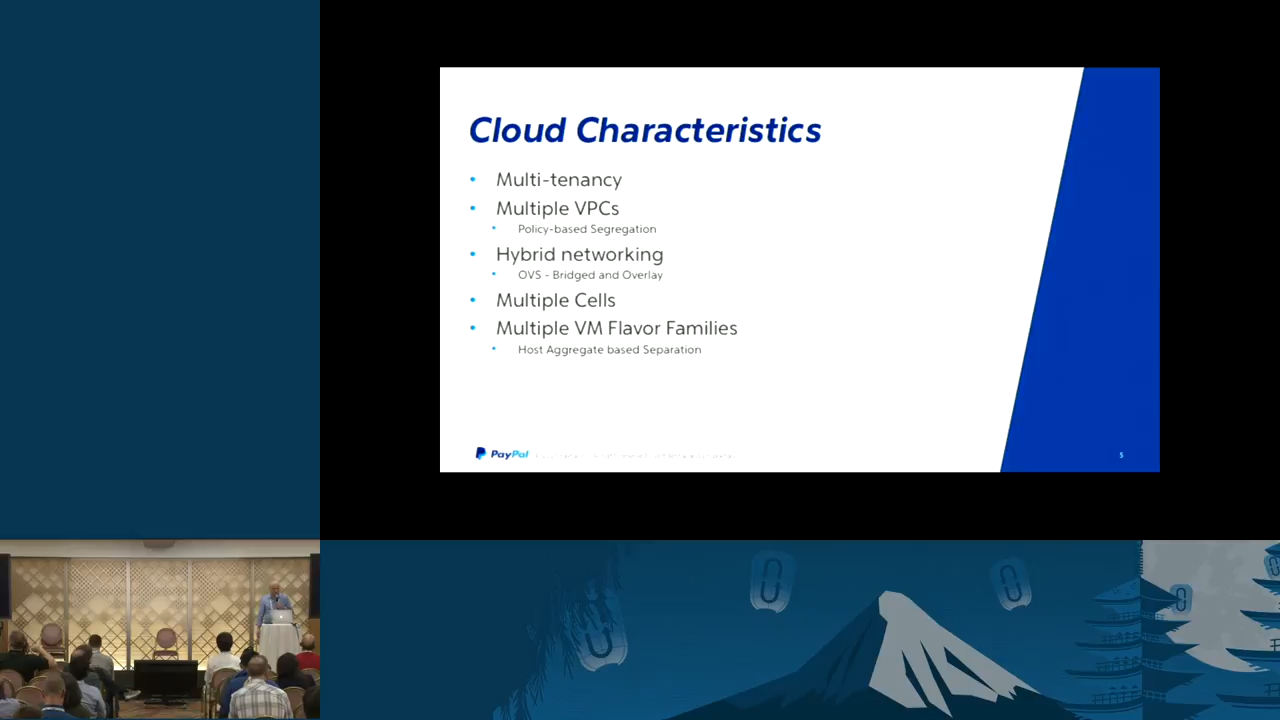 Cloud Characteristics
• Multi-tenancy
• Multiple VPCs
• Policy-based Segregation
• Hybrid networking
• OVS - Bridged and Overlay
• Multiple Cells
• Multiple VM Flavor Families
• Host Aggregate based Separation
PayPal
5